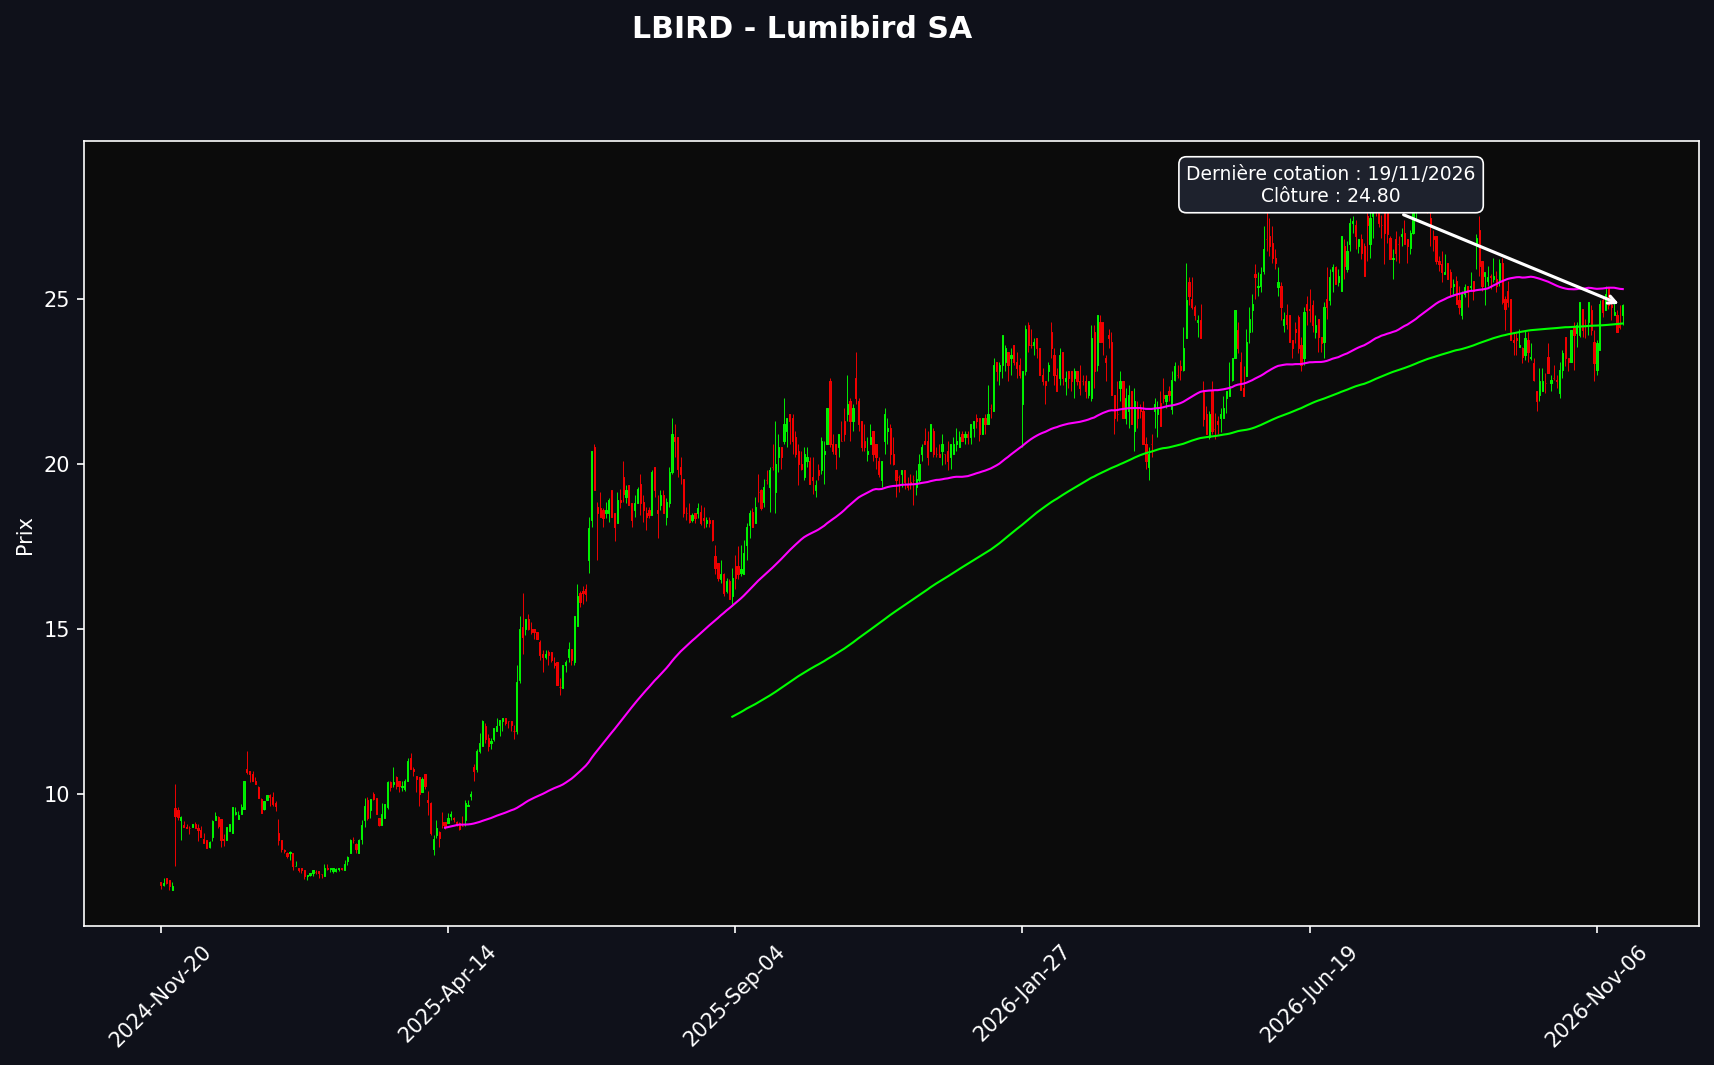 LBIRD - Lumibird SA
Dernière cotation : 19/11/2026
Clôture : 24.80
Prix
25
20
15
10
2024-Nov-20
2025-Apr-14
2025-Sep-04
2026-Jan-27
2026-Jun-19
2026-Nov-06